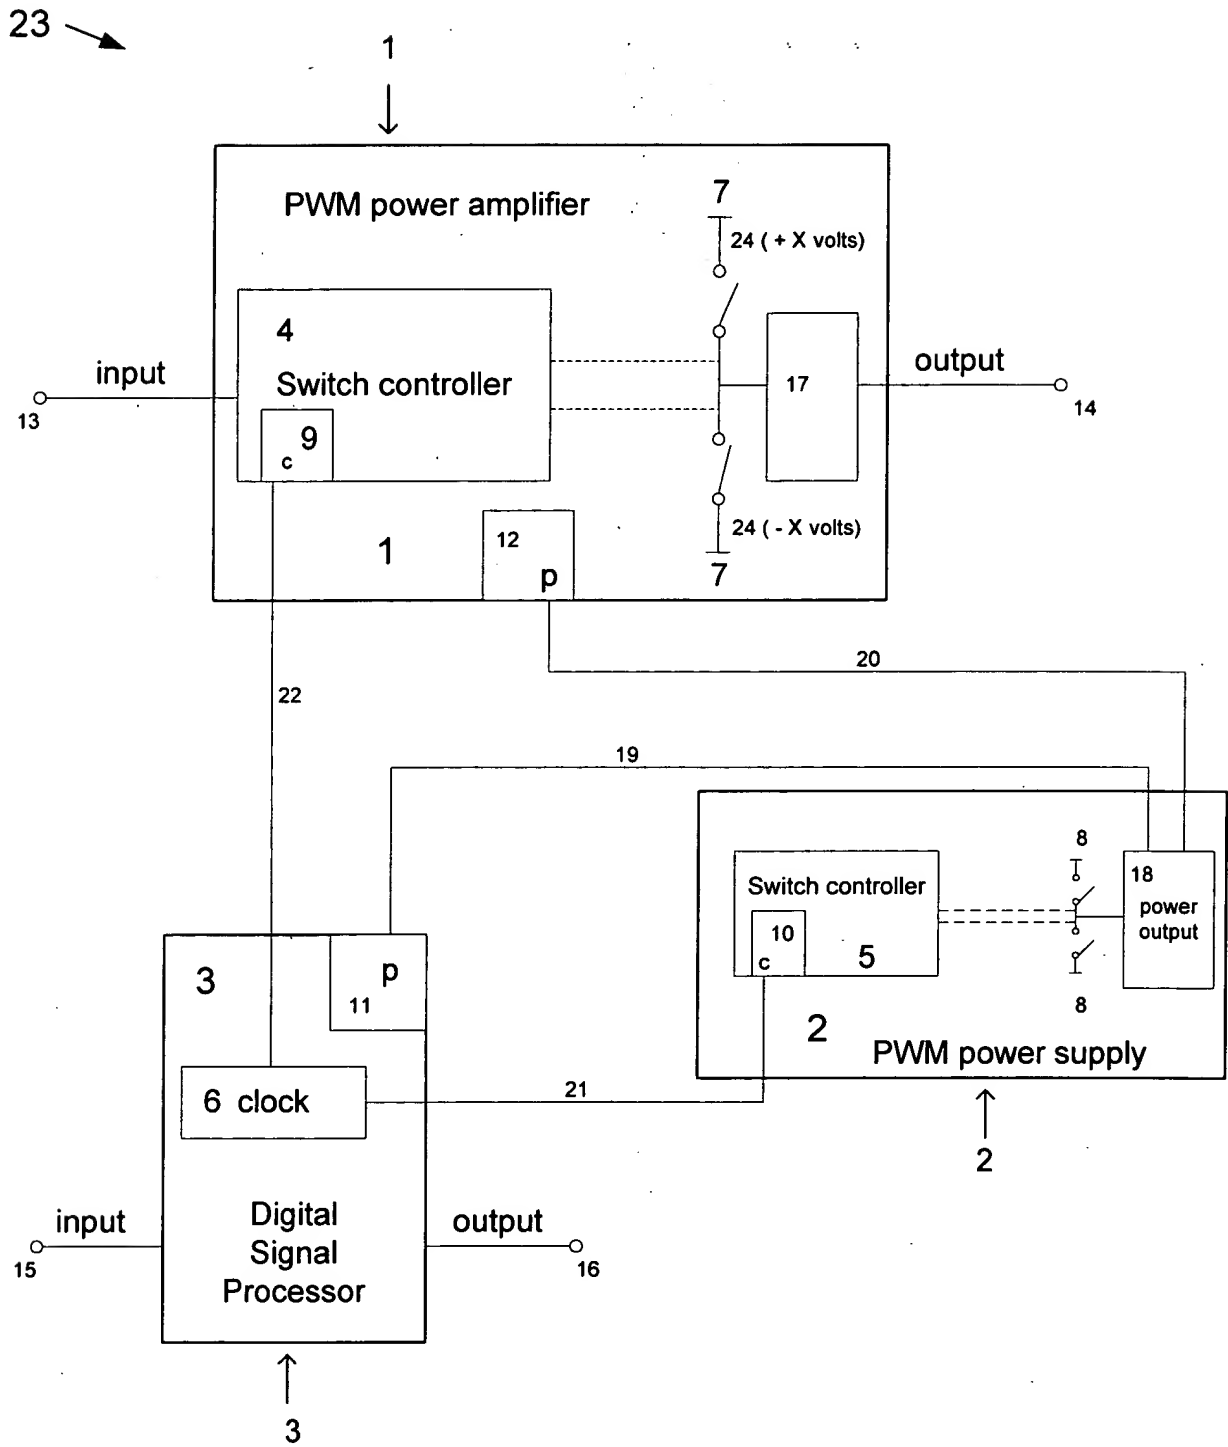 23
1
PWM power amplifier
7
24 ( + X volts)
4
Switch controller
input
13
9
c
17
output
14
24 ( - X volts)
7
1
12
p
20
22
19
8
18
power
output
Switch controller
10
c
5
8
2
PWM power supply
2
3
p
11
6 clock
21
Digital
Signal
Processor
input
15
output
16
3